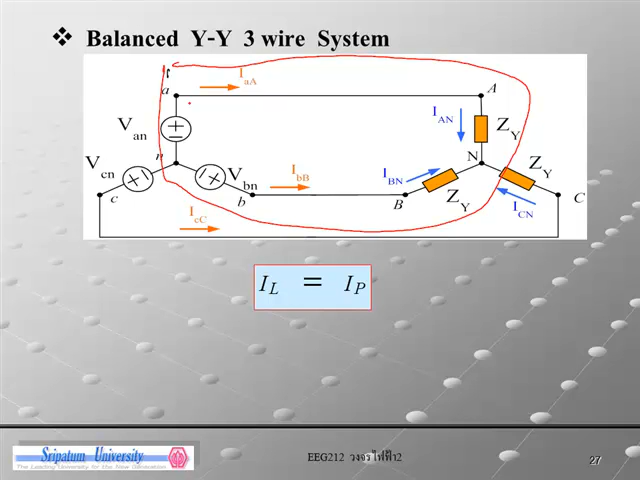 ❖ Balanced Y-Y 3 wire System
a
I aA
A
V an
I AN
Z Y
n
N
V cn
V bn
I bB
I BN
Z Y
Z Y
c
b
B
C
I cC
I CN
I L = I P
Sripatum University
The Leading University for the New Generation
EEG212 วงจรไฟฟ้า2
27